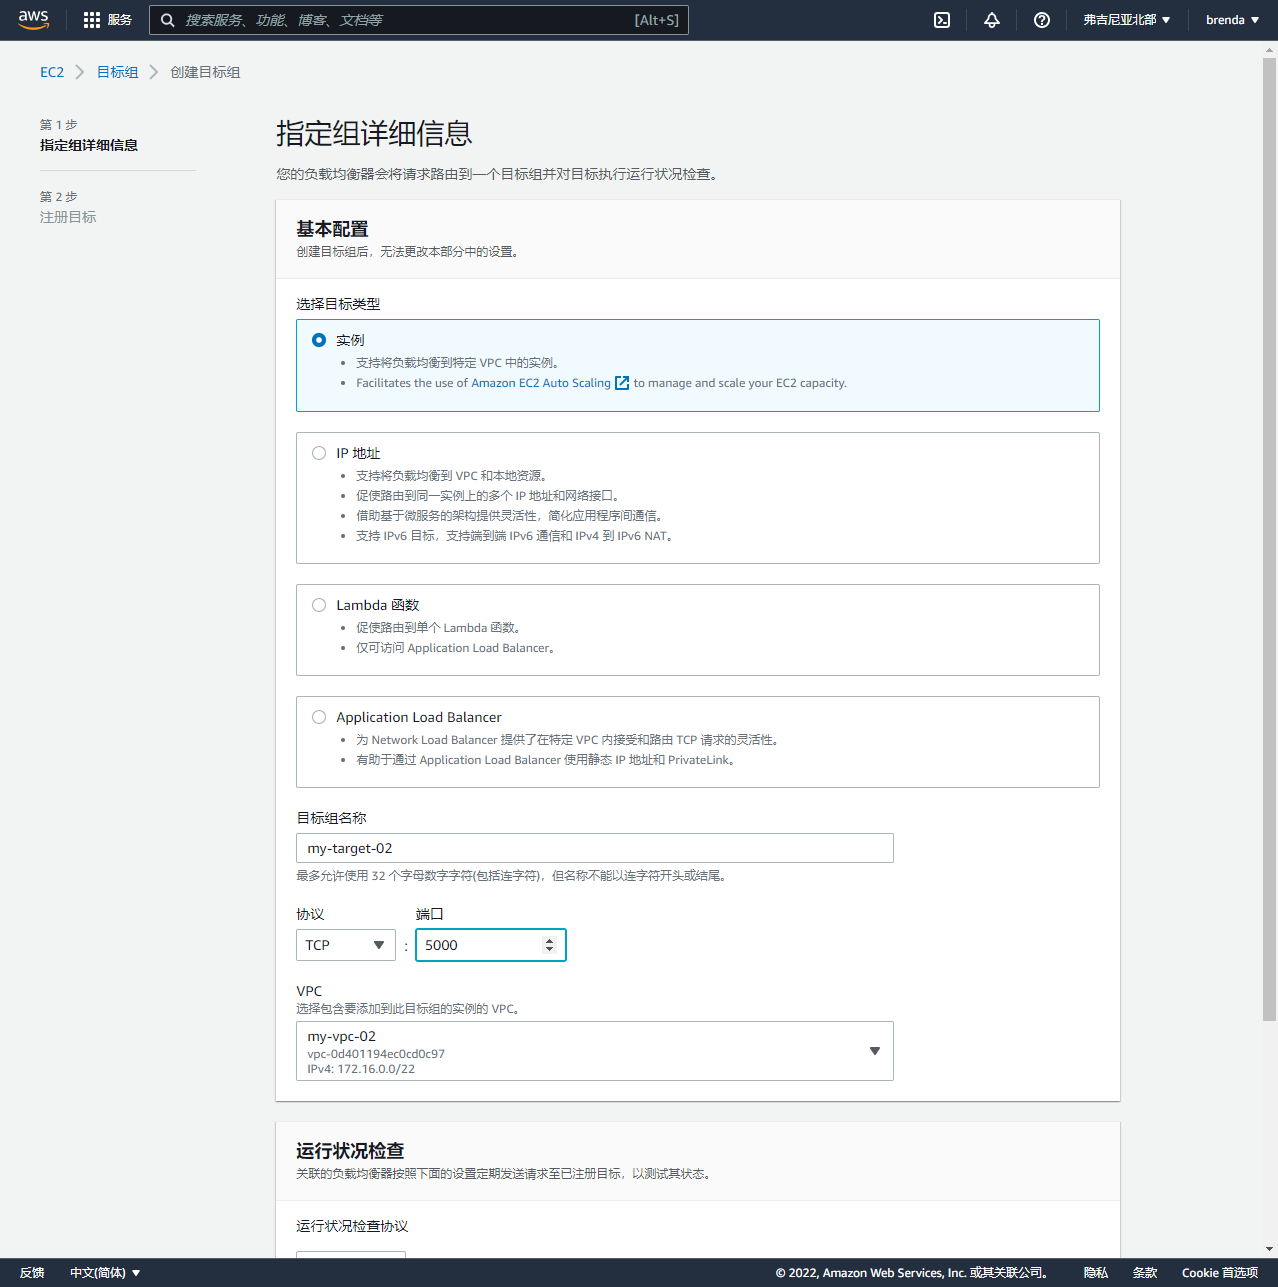 aws 服务 搜索服务、功能、博客、文档等 [Alt+S] 弗吉尼亚北部 brenda
EC2 目标组 创建目标组
第 1 步
指定组详细信息
第 2 步
注册目标
指定组详细信息
您的负载均衡器会将请求路由到一个目标组并对目标执行运行状况检查。
基本配置
创建目标组后，无法更改本部分中的设置。
选择目标类型
实例
支持将负载均衡到特定 VPC 中的实例。
Facilitates the use of Amazon EC2 Auto Scaling to manage and scale your EC2 capacity.
IP 地址
支持将负载均衡到 VPC 和本地资源。
促使路由到同一实例上的多个 IP 地址和网络接口。
借助基于微服务的架构提供灵活性，简化应用程序间通信。
支持 IPv6 目标，支持端到端 IPv6 通信和 IPv4 到 IPv6 NAT。
Lambda 函数
促使路由到单个 Lambda 函数。
仅可访问 Application Load Balancer。
Application Load Balancer
为 Network Load Balancer 提供了在特定 VPC 内接受和路由 TCP 请求的灵活性。
有助于通过 Application Load Balancer 使用静态 IP 地址和 PrivateLink。
目标组名称
my-target-02
最多允许使用 32 个字母数字字符(包括连字符)，但名称不能以连字符开头或结尾。
协议 端口
TCP : 5000
VPC
选择包含要添加到此目标组的实例的 VPC。
my-vpc-02
vpc-0d401194ec0cd0c97
IPv4: 172.16.0.0/22
运行状况检查
关联的负载均衡器按照下面的设置定期发送请求至已注册目标，以测试其状态。
运行状况检查协议
反馈 中文(简体) © 2022, Amazon Web Services, Inc. 或其关联公司。 隐私 条款 Cookie 首选项